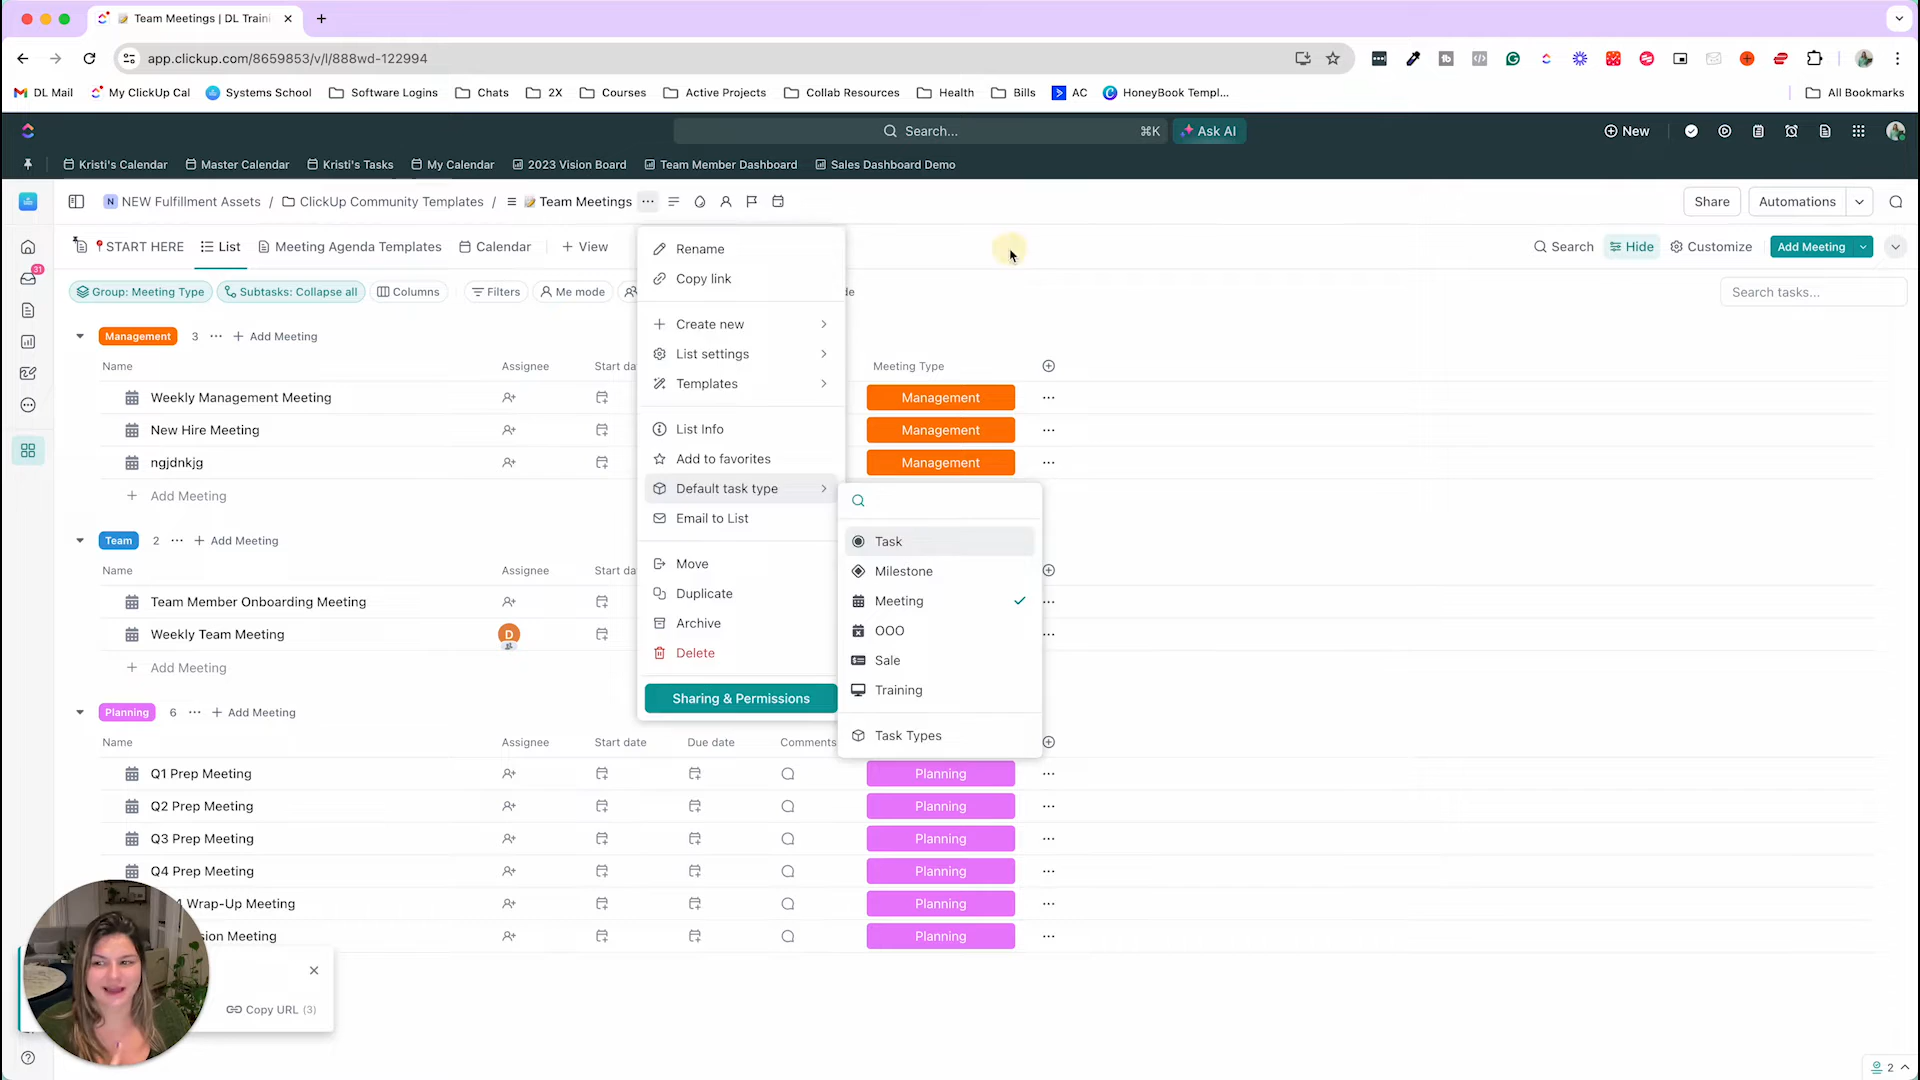 Team Meetings | DL Traini
app.clickup.com/8659853/v/l/888wd-122994
DL Mail
My ClickUp Cal
Systems School
Software Logins
Chats
2X
Courses
Active Projects
Collab Resources
Health
Bills
AC
HoneyBook Templ...
All Bookmarks
Search...
⌘K
Ask AI
New
Kristi's Calendar
Master Calendar
Kristi's Tasks
My Calendar
2023 Vision Board
Team Member Dashboard
Sales Dashboard Demo
N NEW Fulfillment Assets / ClickUp Community Templates / Team Meetings
Share
Automations
START HERE
List
Meeting Agenda Templates
Calendar
+ View
Search
Hide
Customize
Add Meeting
31
Group: Meeting Type
Subtasks: Collapse all
Columns
Filters
Me mode
de
Search tasks...
Rename
Copy link
Create new
List settings
Templates
List Info
Add to favorites
Default task type
Email to List
Move
Duplicate
Archive
Delete
Sharing & Permissions
Task
Milestone
Meeting
OOO
Sale
Training
Task Types
Management 3 ... + Add Meeting
Name Assignee Start da Meeting Type
Weekly Management Meeting Management
New Hire Meeting Management
ngjdnkjg Management
+ Add Meeting
Team 2 ... + Add Meeting
Name Assignee Start da
Team Member Onboarding Meeting
Weekly Team Meeting D
+ Add Meeting
Planning 6 ... + Add Meeting
Name Assignee Start date Due date Comments
Q1 Prep Meeting Planning
Q2 Prep Meeting Planning
Q3 Prep Meeting Planning
Q4 Prep Meeting Planning
Wrap-Up Meeting Planning
sion Meeting Planning
Copy URL (3)
2